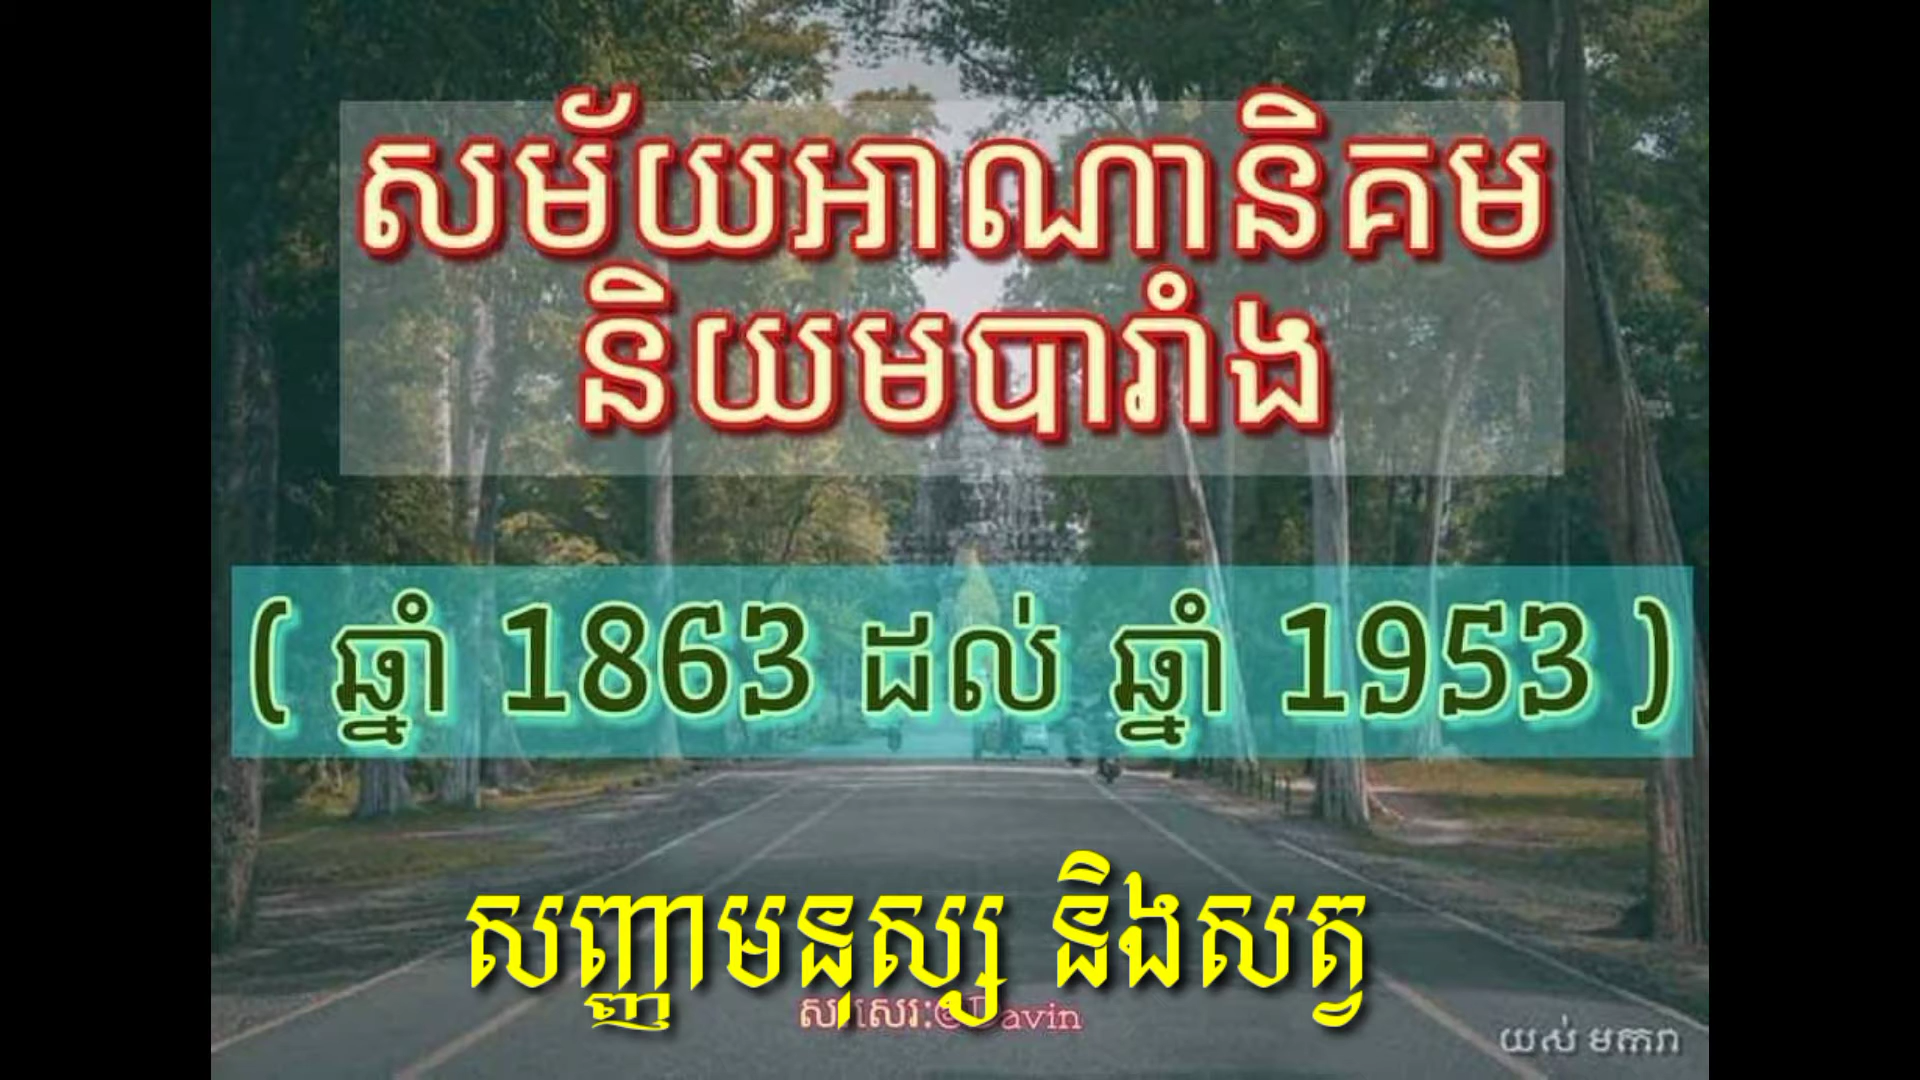 សម័យអាណានិគម
និយមបារាំង
( ឆ្នាំ 1863 ដល់ ឆ្នាំ 1953 )
សញ្ញាមនុស្ស និងសត្វ
យស់ មករា